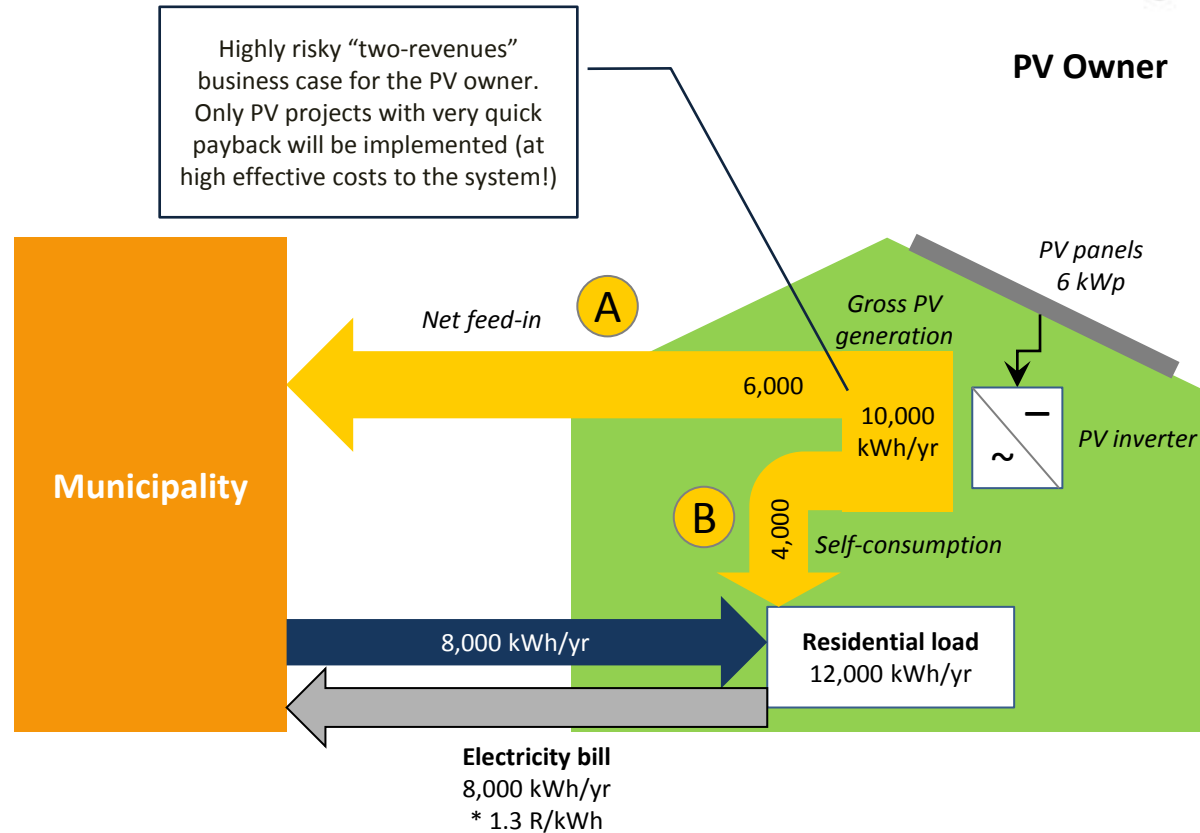 Highly risky “two-revenues”
business case for the PV owner.
Only PV projects with very quick
payback will be implemented (at
high effective costs to the system!)
PV Owner
PV panels
6 kWp
Net feed-in
A
Gross PV
generation
6,000
10,000
kWh/yr
–
~
PV inverter
Municipality
B
4,000
Self-consumption
8,000 kWh/yr
Residential load
12,000 kWh/yr
Electricity bill
8,000 kWh/yr
* 1.3 R/kWh